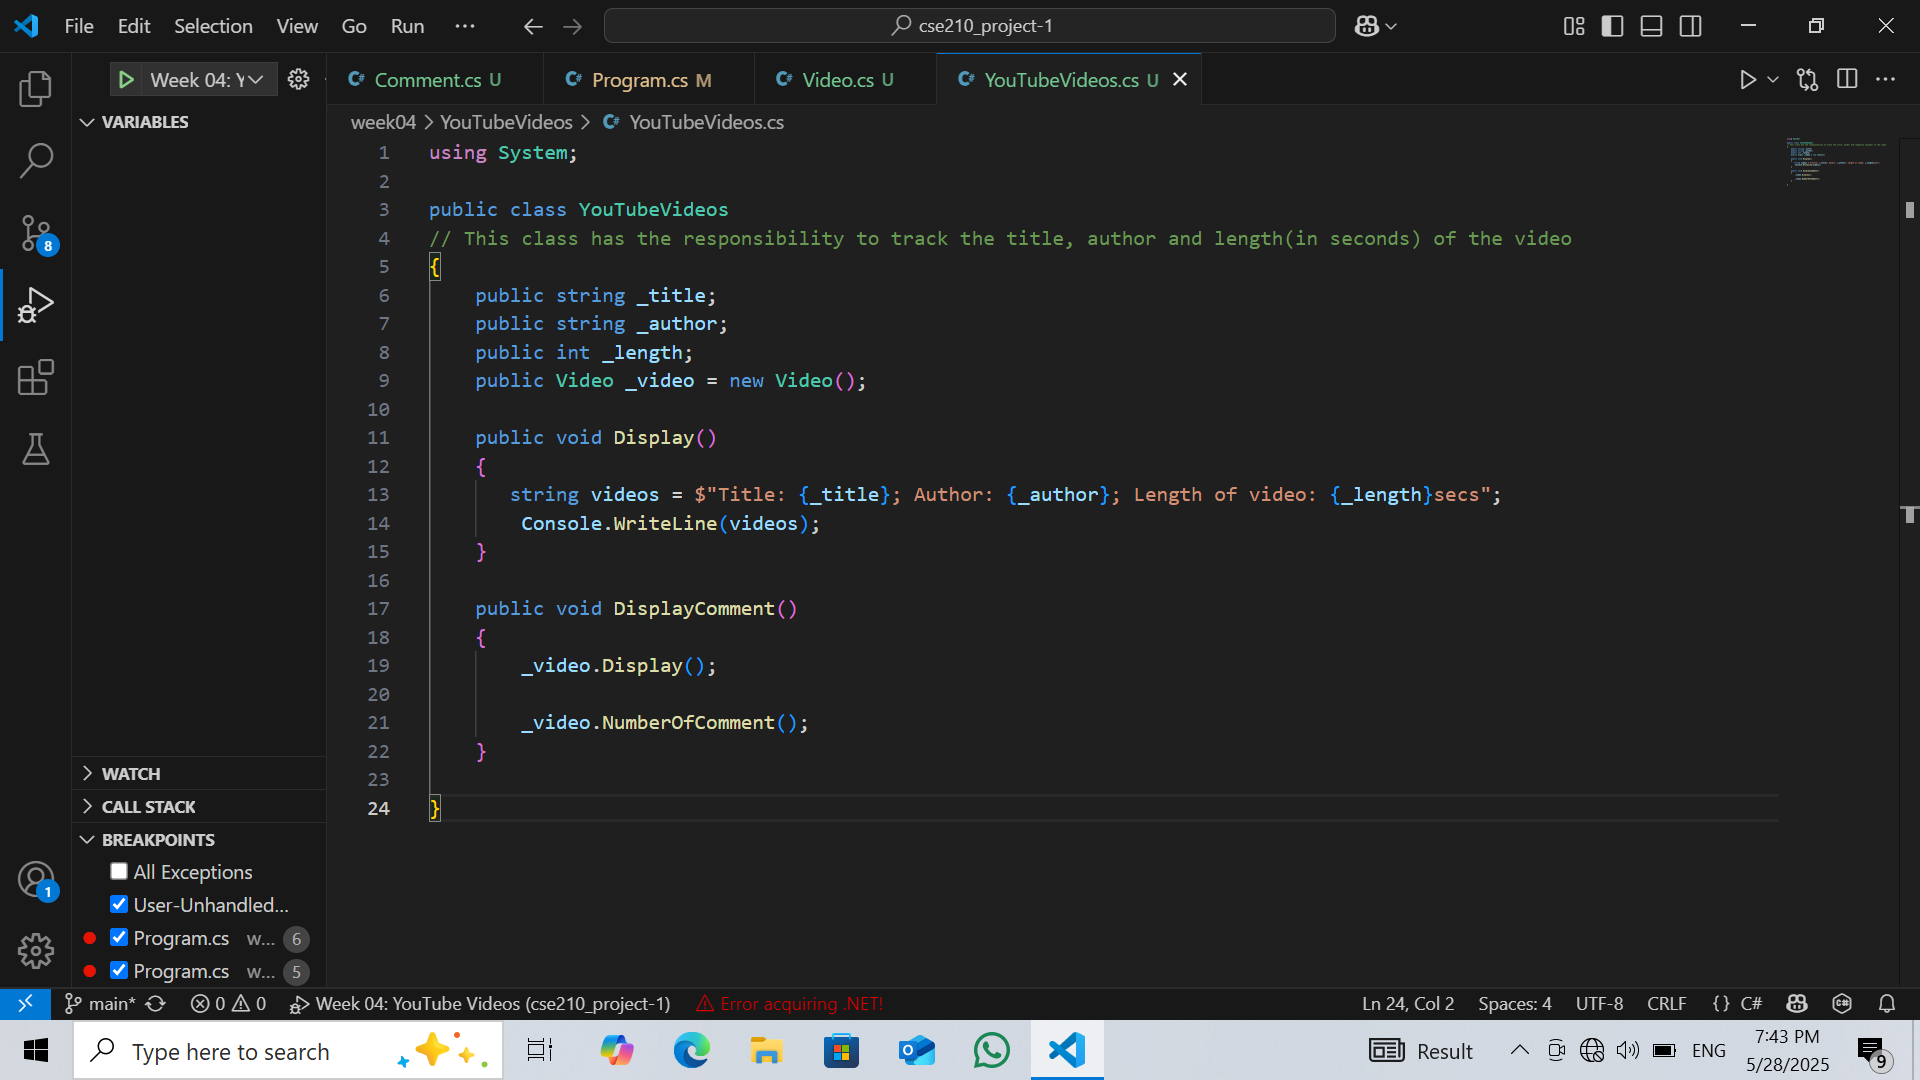 File Edit Selection View Go Run ··· cse210_project-1
Week 04: Y
Comment.cs U Program.cs M Video.cs U YouTubeVideos.cs U
VARIABLES
week04 > YouTubeVideos > YouTubeVideos.cs
1 using System;
2
3 public class YouTubeVideos
4 // This class has the responsibility to track the title, author and length(in seconds) of the video
5 {
6 public string _title;
7 public string _author;
8 public int _length;
9 public Video _video = new Video();
10
11 public void Display()
12 {
13 string videos = $"Title: {_title}; Author: {_author}; Length of video: {_length}secs";
14 Console.WriteLine(videos);
15 }
16
17 public void DisplayComment()
18 {
19 _video.Display();
20
21 _video.NumberOfComment();
22 }
23
24 }
8
WATCH
CALL STACK
BREAKPOINTS
All Exceptions
User-Unhandled...
Program.cs w... 6
Program.cs w... 5
1
main* 0 0 Week 04: YouTube Videos (cse210_project-1) Error acquiring .NET! Ln 24, Col 2 Spaces: 4 UTF-8 CRLF {} C#
Type here to search Result ENG 7:43 PM
5/28/2025 9